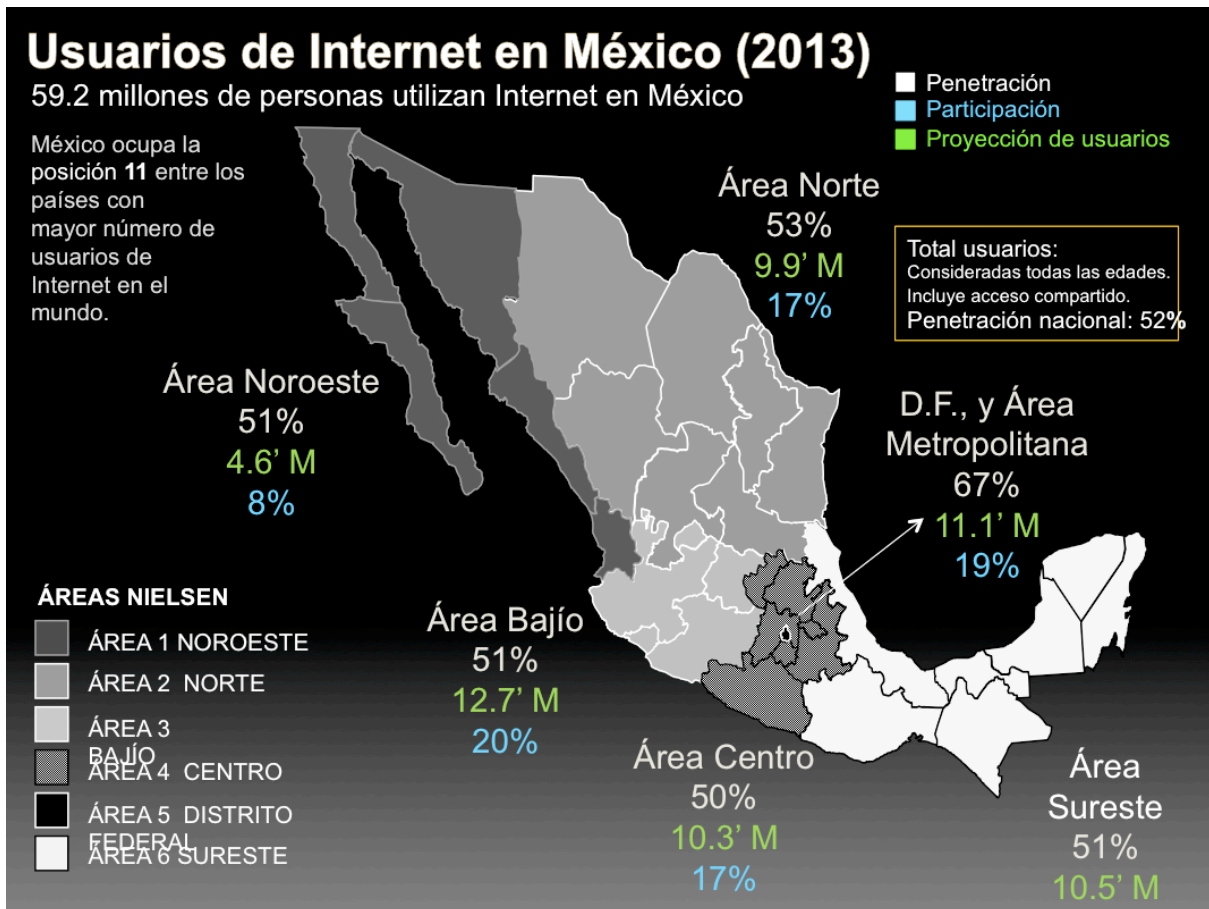 Usuarios de Internet en México (2013)
59.2 millones de personas utilizan Internet en México
Penetración
Participación
Proyección de usuarios
México ocupa la
posición 11 entre los
países con
mayor número de
usuarios de
Internet en el
mundo.
Área Norte
53%
9.9’ M
17%
Total usuarios:
Consideradas todas las edades.
Incluye acceso compartido.
Penetración nacional: 52%
Área Noroeste
51%
4.6’ M
8%
D.F., y Área
Metropolitana
67%
11.1’ M
19%
ÁREAS NIELSEN
ÁREA 1 NOROESTE
ÁREA 2 NORTE
ÁREA 3
BAJÍO
ÁREA 4 CENTRO
ÁREA 5 DISTRITO
FEDERAL
ÁREA 6 SURESTE
Área Bajío
51%
12.7’ M
20%
Área Centro
50%
10.3’ M
17%
Área
Sureste
51%
10.5’ M